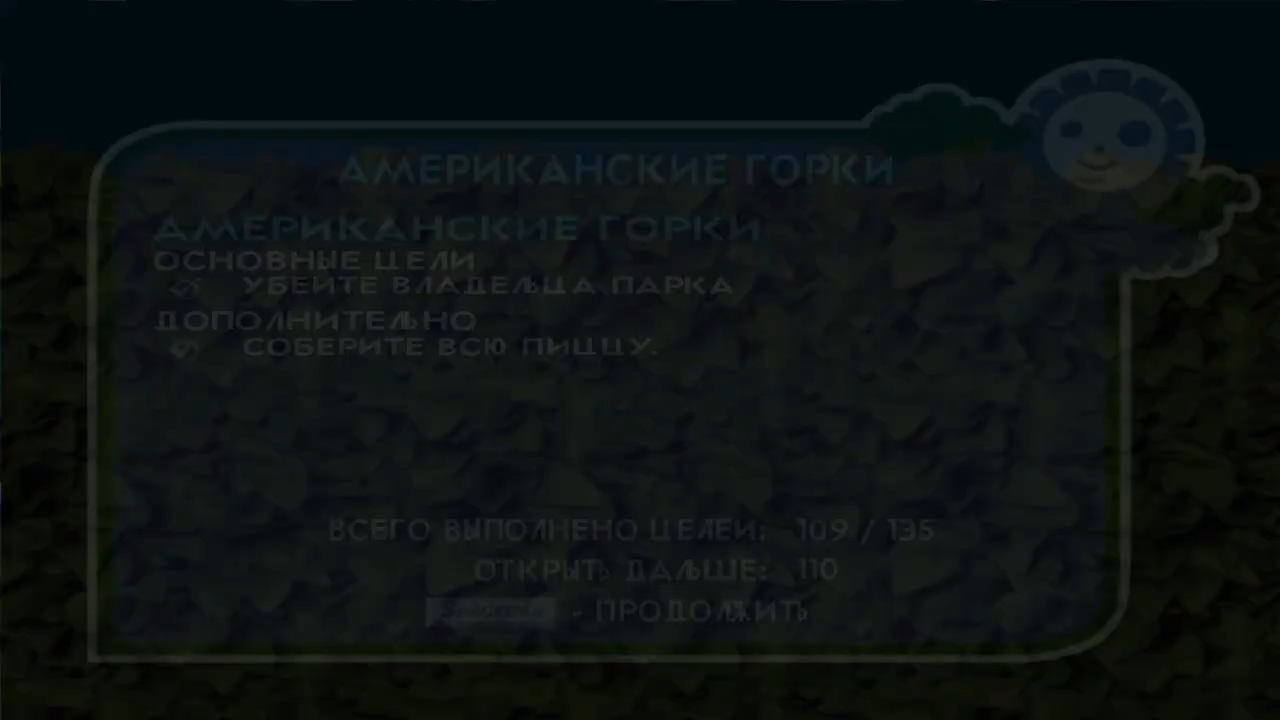 АМЕРИКАНСКИЕ ГОРКИ
АМЕРИКАНСКИЕ ГОРКИ
ОСНОВНЫЕ ЦЕЛИ
УБЕЙТЕ ВЛАДЕЛЬЦА ПАРКА
ДОПОЛНИТЕЛЬНО
СОБЕРИТЕ ВСЮ ПИЦЦУ.
ВСЕГО ВЫПОЛНЕНО ЦЕЛЕЙ: 109 / 135
ОТКРЫТЬ ДАЛЬШЕ: 110
- ПРОДОЛЖИТЬ